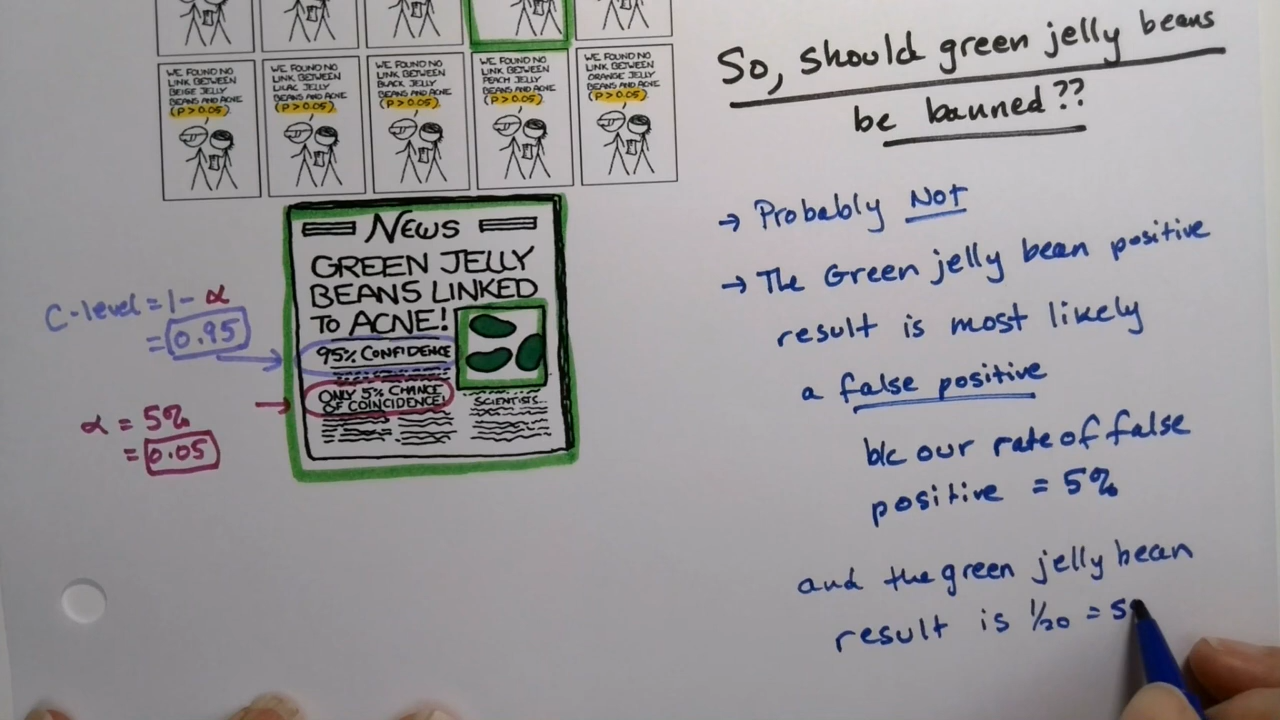 WE FOUND NO
LINK BETWEEN
BEIGE JELLY
BEANS AND ACNE
(P > 0.05).
WE FOUND NO
LINK BETWEEN
LILAC JELLY
BEANS AND ACNE
(P > 0.05).
WE FOUND NO
LINK BETWEEN
BLACK JELLY
BEANS AND ACNE
(P > 0.05).
WE FOUND NO
LINK BETWEEN
PEACH JELLY
BEANS AND ACNE
(P > 0.05).
WE FOUND NO
LINK BETWEEN
ORANGE JELLY
BEANS AND ACNE
(P > 0.05).
NEWS
GREEN JELLY
BEANS LINKED
TO ACNE!
95% CONFIDENCE
ONLY 5% CHANCE
OF COINCIDENCE!
SCIENTISTS...
C-level = 1 - α
= 0.95
α = 5%
= 0.05
So, should green jelly beans
be banned??
→ Probably NOT
→ The Green jelly bean positive
result is most likely
a false positive
b/c our rate of false
positive = 5%
and the green jelly bean
result is 1/20 = 5%